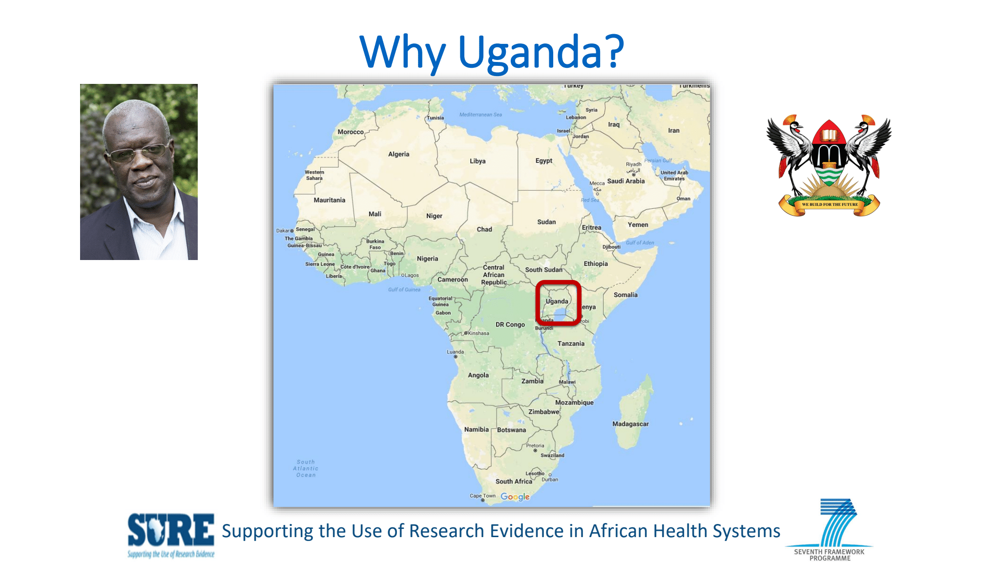 Why Uganda?
Turkey
Turkmenis
Syria
Tunisia
Mediterranean Sea
Lebanon
Iraq
Iran
Morocco
Israel
Jordan
Algeria
Libya
Egypt
Riyadh
الرياض
Persian Gulf
Western
Sahara
United Arab
Emirates
Mecca
مكة
Saudi Arabia
Mauritania
Red Sea
Oman
WE BUILD FOR THE FUTURE
Mali
Niger
Chad
Sudan
Eritrea
Yemen
Dakar
Senegal
The Gambia
Guinea-Bissau
Burkina
Faso
Gulf of Aden
Djibouti
Guinea
Benin
Nigeria
Sierra Leone
Côte d'Ivoire
Togo
Ghana
Central
African
Republic
South Sudan
Ethiopia
Liberia
Lagos
Cameroon
Gulf of Guinea
Equatorial
Guinea
Uganda
Somalia
Gabon
enya
DR Congo
Burundi
Kinshasa
Tanzania
Luanda
Angola
Zambia
Malawi
Mozambique
Zimbabwe
Madagascar
Namibia
Botswana
Pretoria
Swaziland
South
Atlantic
Ocean
Lesotho
Durban
South Africa
Cape Town
Google
SURE
Supporting the Use of Research Evidence
Supporting the Use of Research Evidence in African Health Systems
SEVENTH FRAMEWORK
PROGRAMME